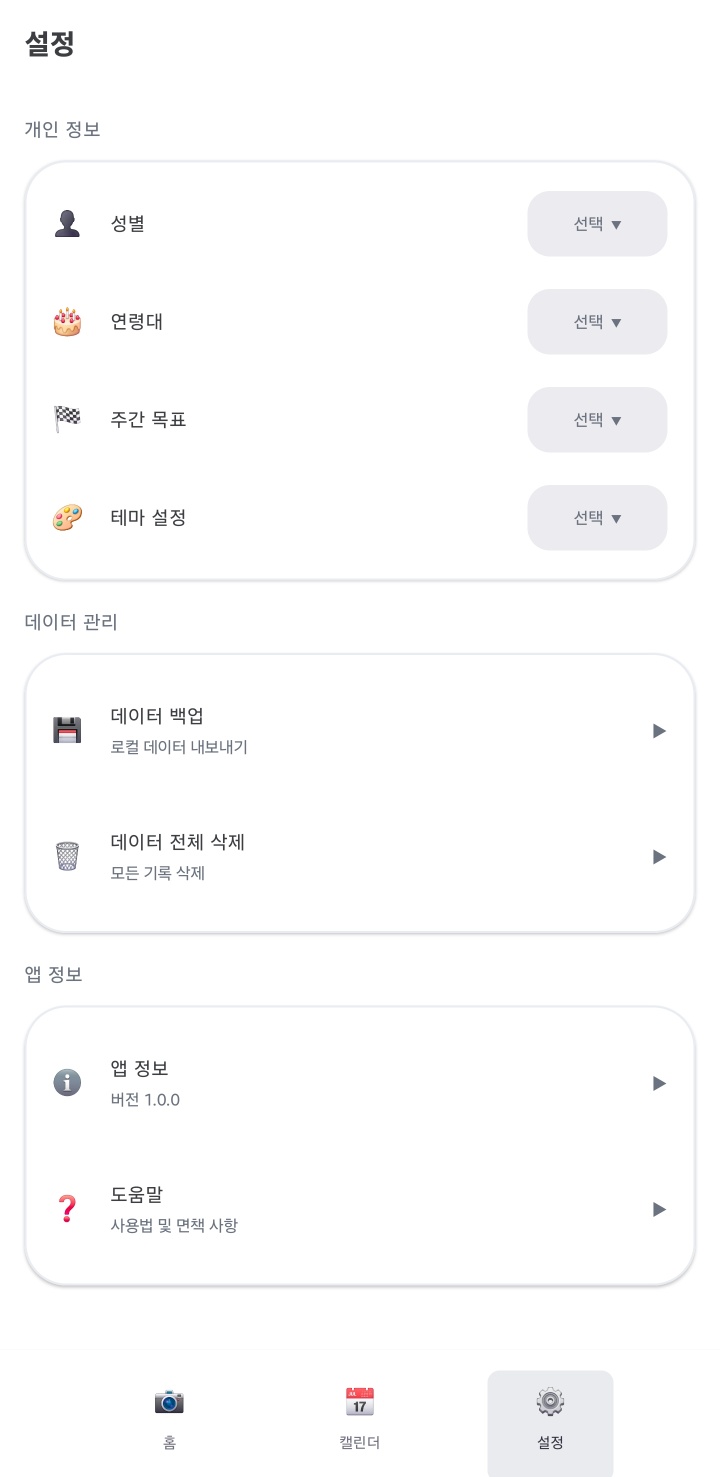 설정
개인 정보
성별
선택 ▼
연령대
선택 ▼
주간 목표
선택 ▼
테마 설정
선택 ▼
데이터 관리
데이터 백업
로컬 데이터 내보내기
▶
데이터 전체 삭제
모든 기록 삭제
▶
앱 정보
앱 정보
버전 1.0.0
▶
도움말
사용법 및 면책 사항
▶
JUL
17
홈
캘린더
설정